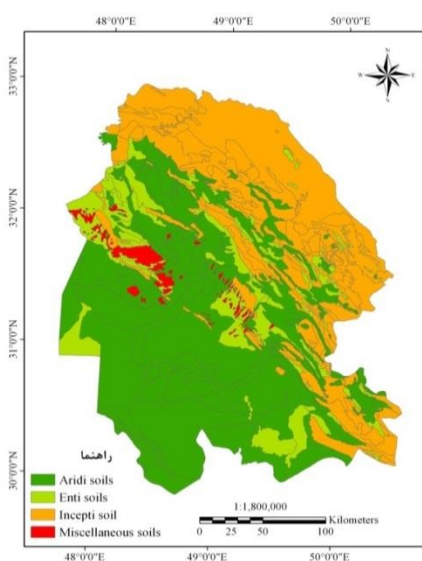 48°0'0"E 49°0'0"E 50°0'0"E
33°0'0"N
32°0'0"N
31°0'0"N
30°0'0"N
N
W E
S
راهنما
Aridi soils
Enti soils
Incepti soil
Miscellaneous soils
1:1,800,000
Kilometers
0 25 50 100
48°0'0"E 49°0'0"E 50°0'0"E